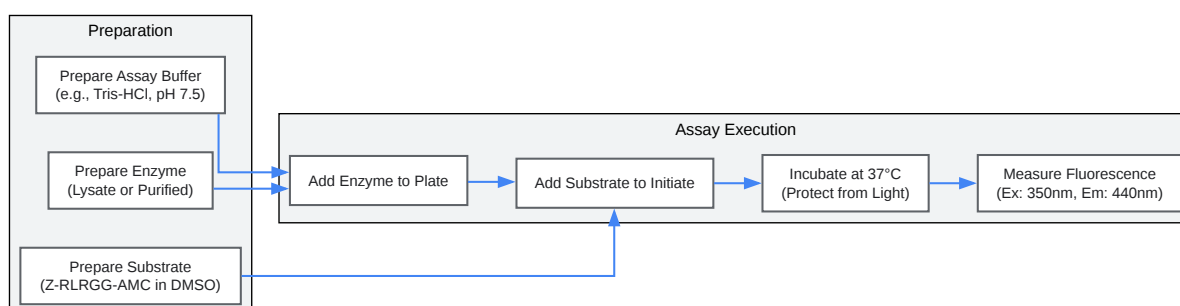 Preparation
Prepare Assay Buffer
(e.g., Tris-HCl, pH 7.5)
Prepare Enzyme
(Lysate or Purified)
Prepare Substrate
(Z-RLRGG-AMC in DMSO)
Assay Execution
Add Enzyme to Plate
Add Substrate to Initiate
Incubate at 37°C
(Protect from Light)
Measure Fluorescence
(Ex: 350nm, Em: 440nm)